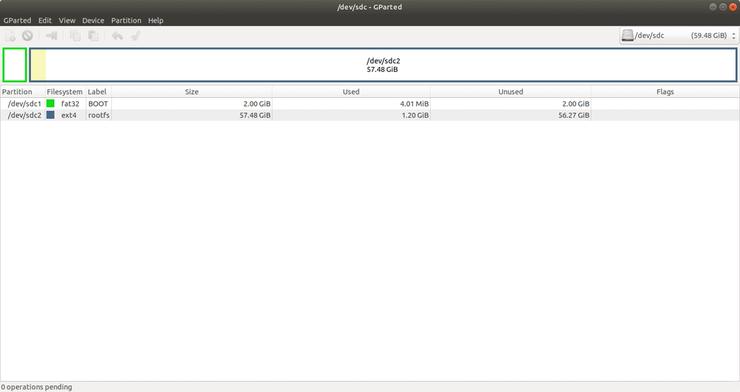 /dev/sdc - GParted
GParted Edit View Device Partition Help
/dev/sdc (59.48 GiB)
/dev/sdc2
57.48 GiB
Partition Filesystem Label Size Used Unused Flags
/dev/sdc1 fat32 BOOT 2.00 GiB 4.01 MiB 2.00 GiB
/dev/sdc2 ext4 rootfs 57.48 GiB 1.20 GiB 56.27 GiB
0 operations pending